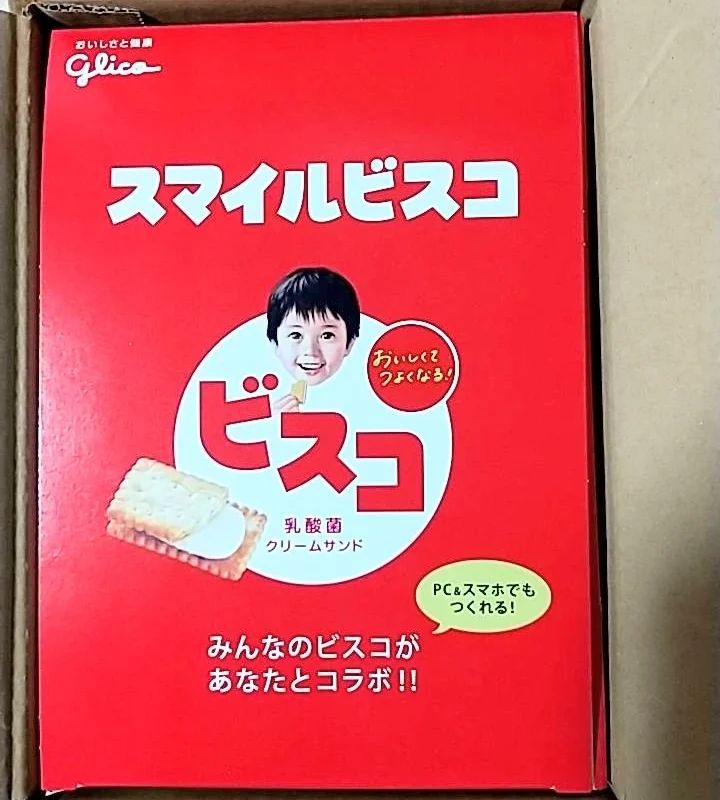 おいしさと健康
glico
スマイルビスコ
おいしくて
つよくなる!
ビスコ
乳酸菌
クリームサンド
PC&スマホでも
つくれる!
みんなのビスコが
あなたとコラボ!!